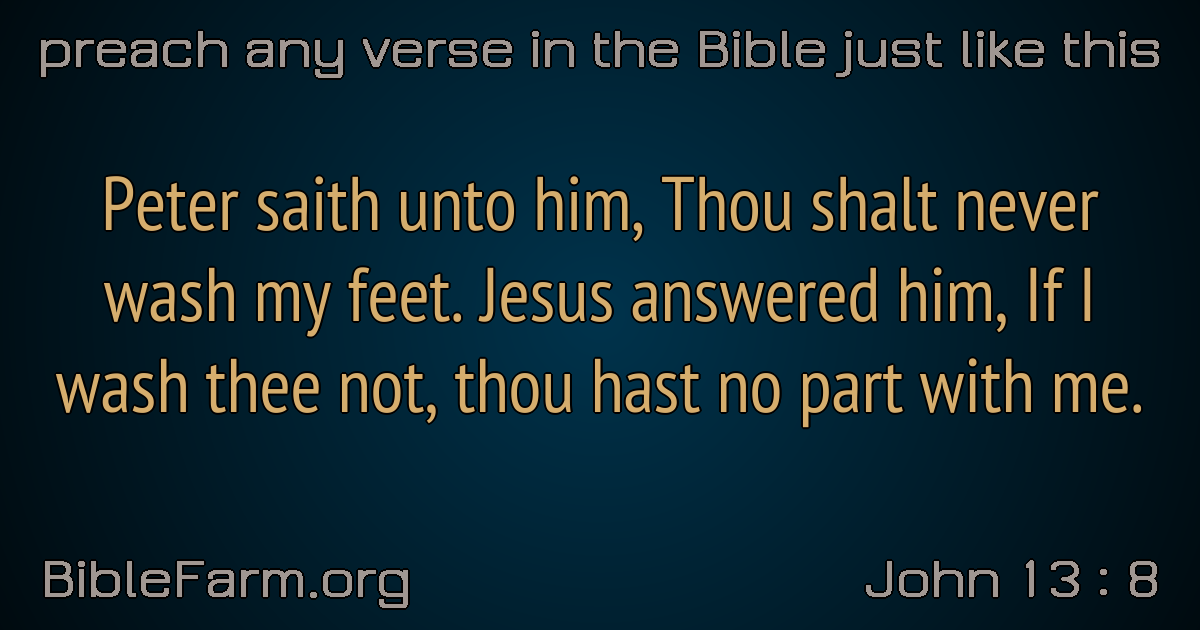 preach any verse in the Bible just like this
Peter saith unto him, Thou shalt never
wash my feet. Jesus answered him, If I
wash thee not, thou hast no part with me.
BibleFarm.org
John 13 : 8